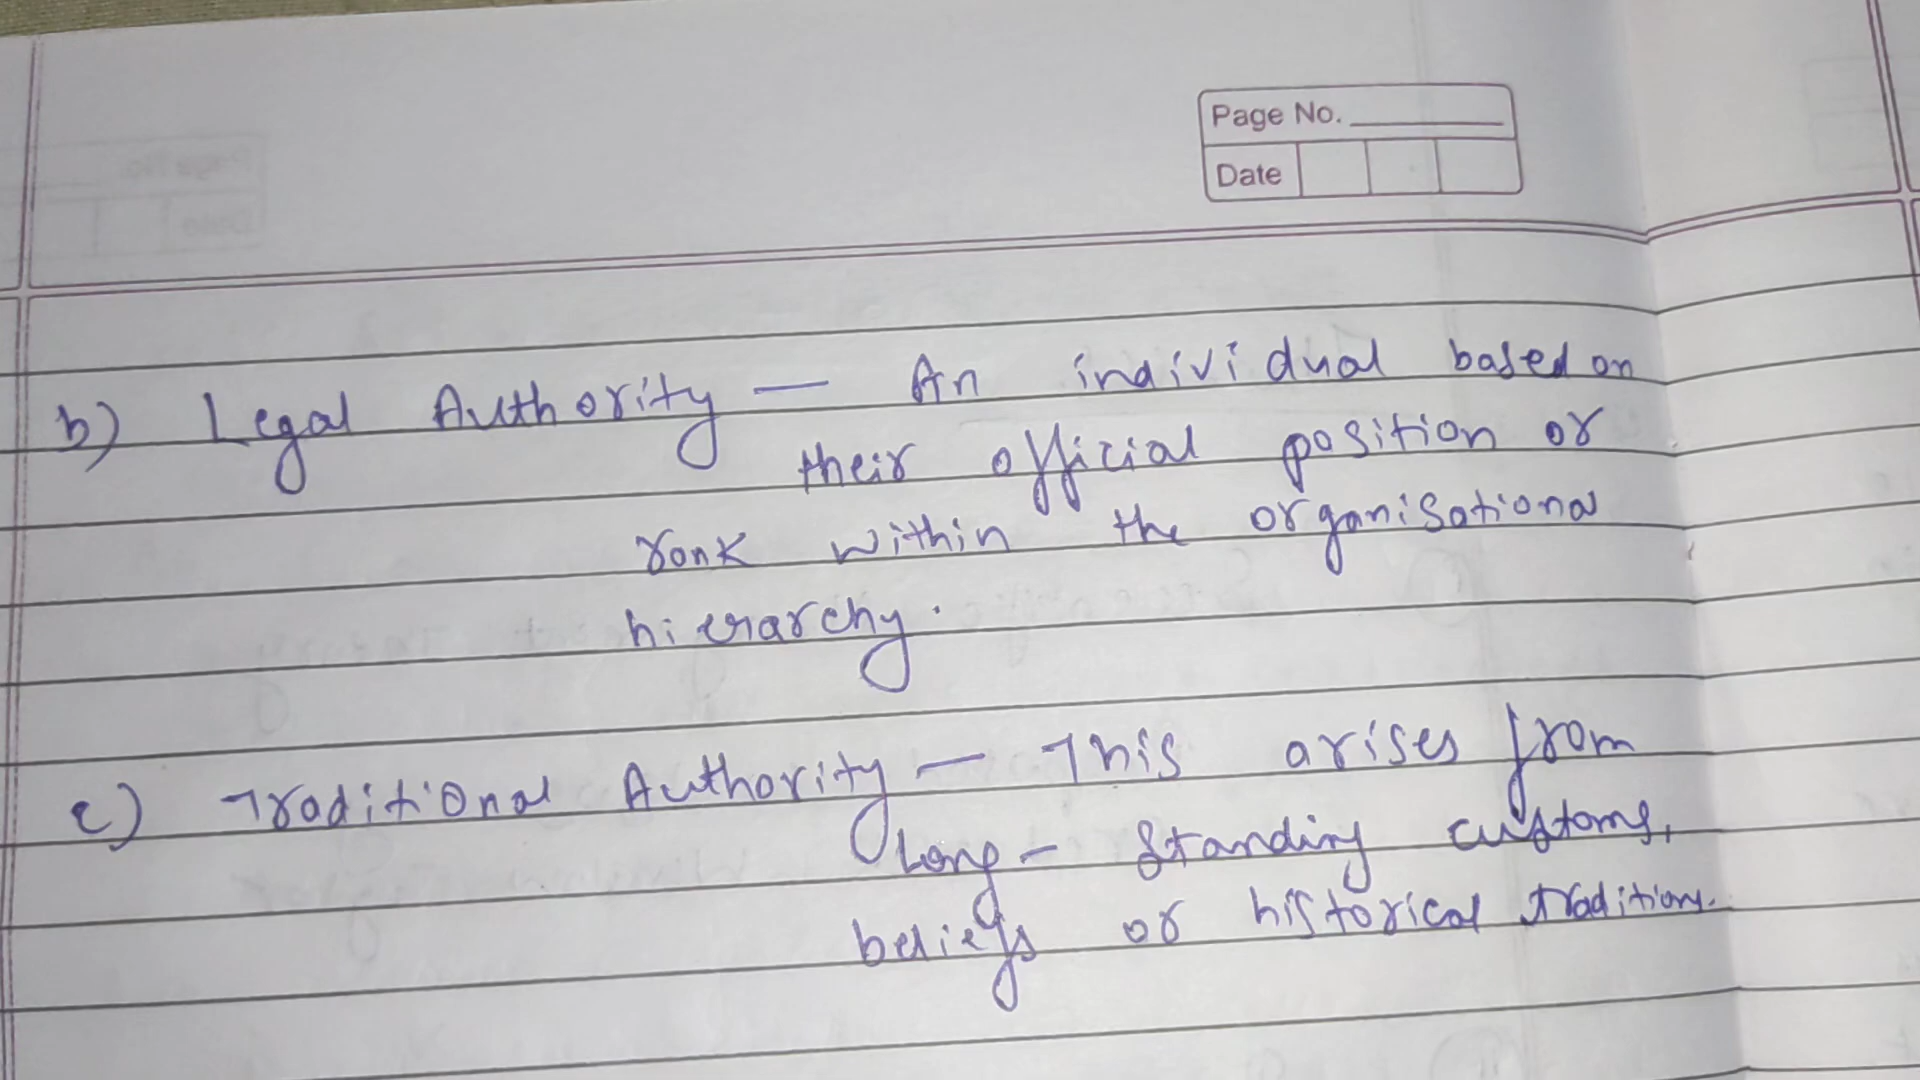 Page No.
Date
b) Legal Authority — An individual based on
their official position or
rank within the organisational
hierarchy.
c) Traditional Authority — This arises from
Long - standing customs,
beliefs or historical traditions.